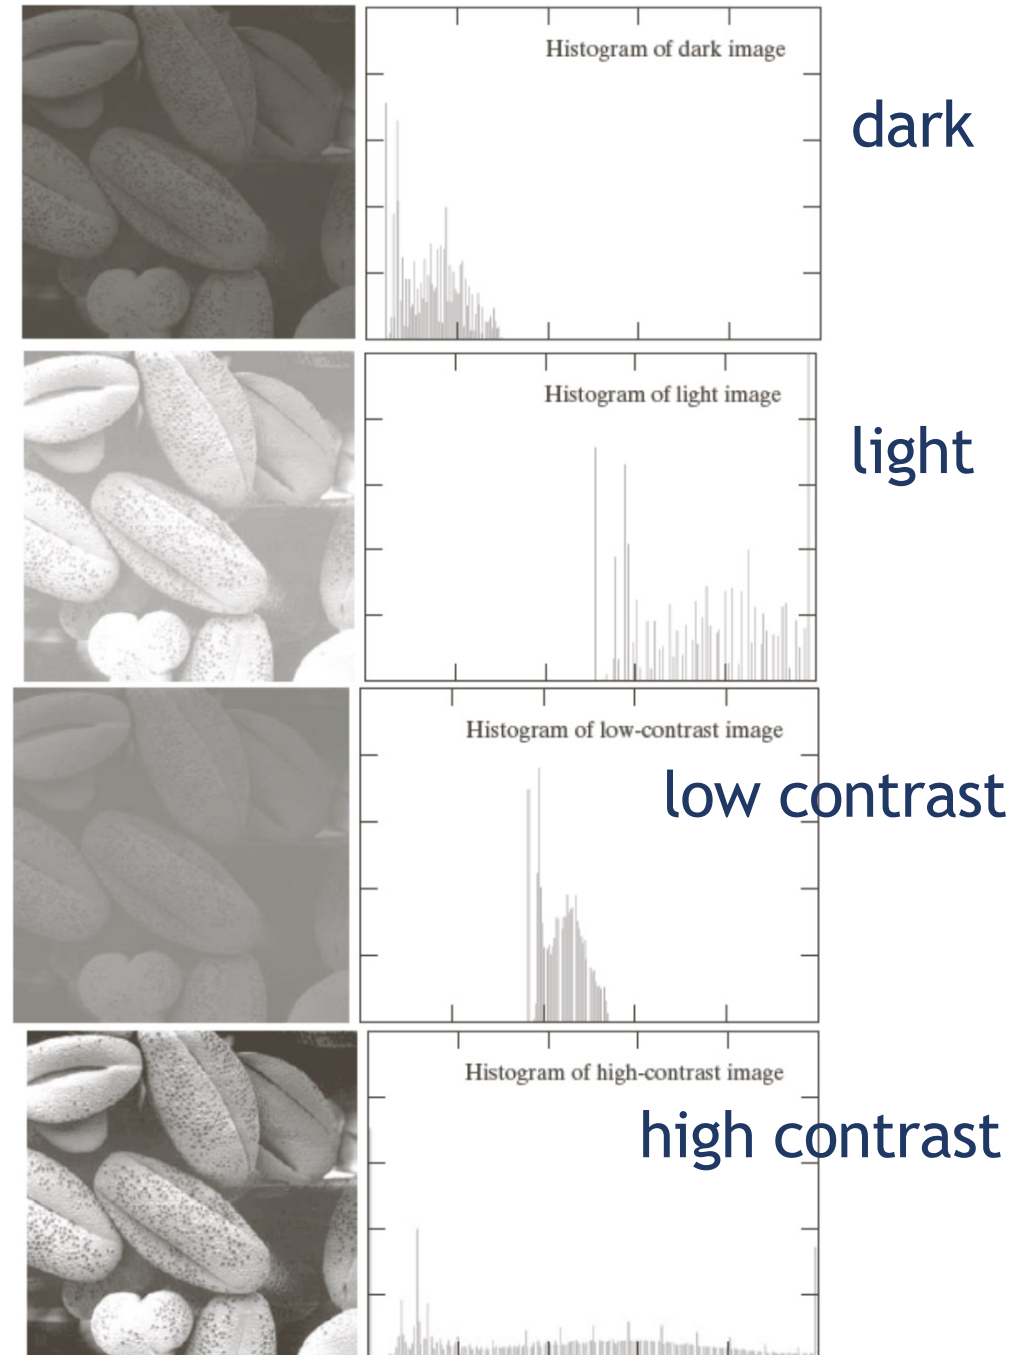 Histogram of dark image
dark
Histogram of light image
light
Histogram of low-contrast image
low contrast
Histogram of high-contrast image
high contrast